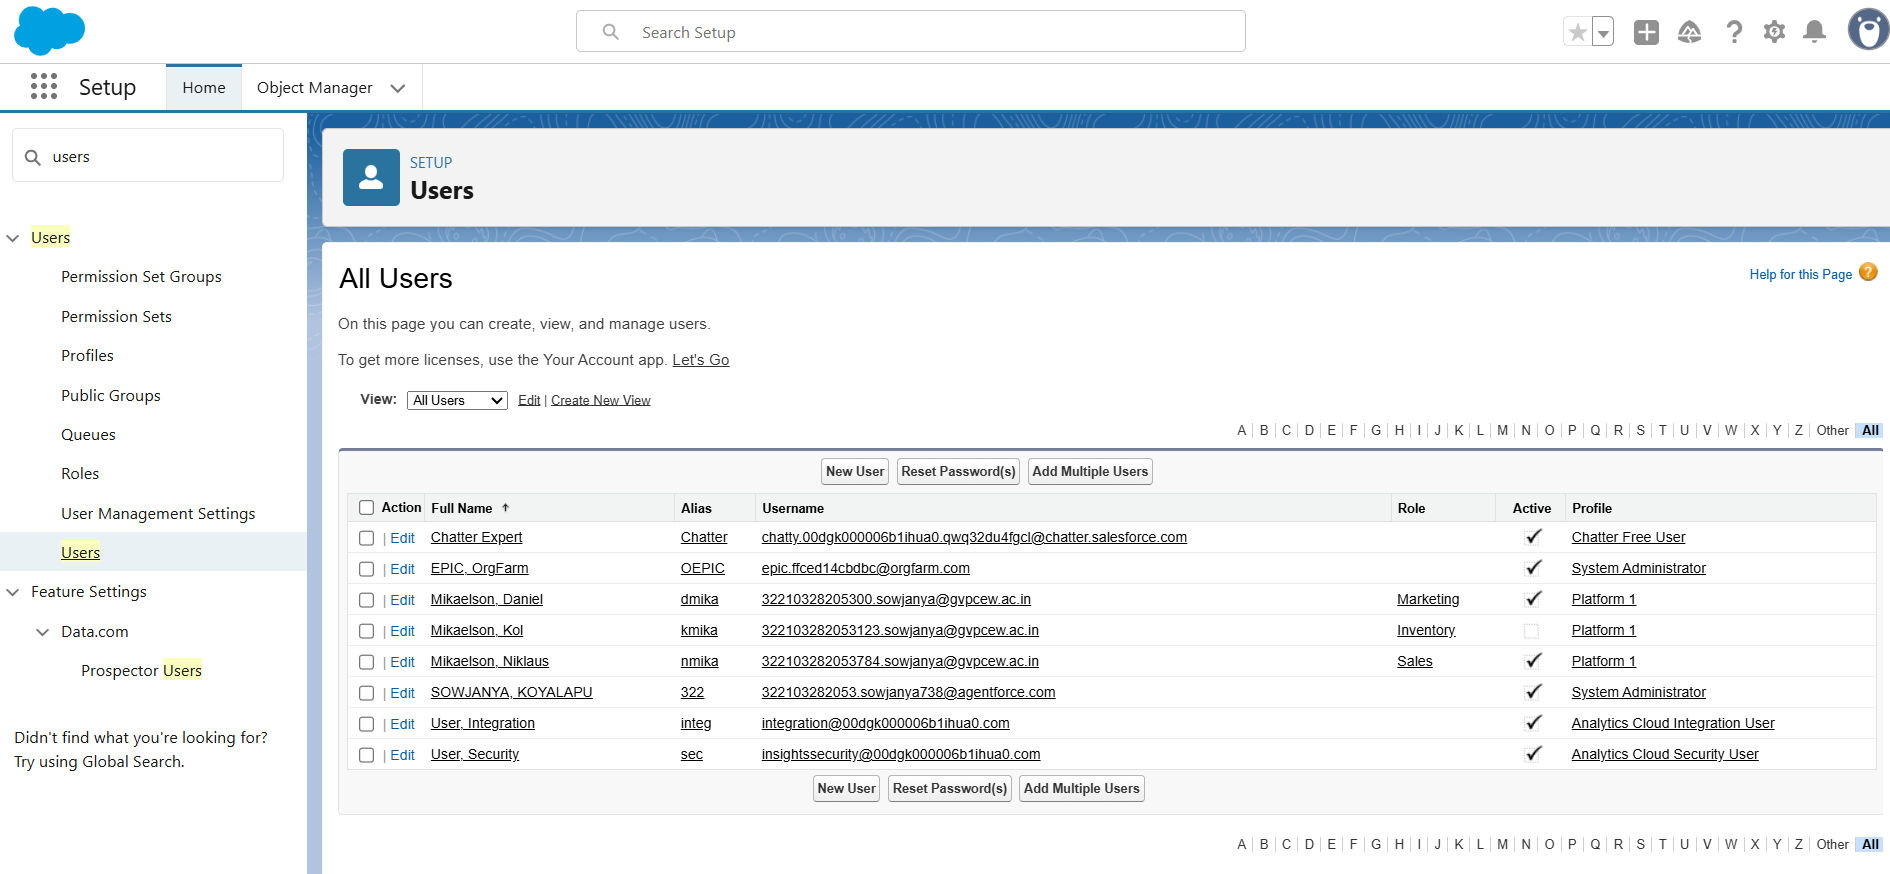 Search Setup
Setup Home Object Manager
users
Users
Permission Set Groups
Permission Sets
Profiles
Public Groups
Queues
Roles
User Management Settings
Users
Feature Settings
Data.com
Prospector Users
Didn't find what you're looking for?
Try using Global Search.
SETUP
Users
All Users
Help for this Page ?
On this page you can create, view, and manage users.
To get more licenses, use the Your Account app. Let's Go
View: All Users Edit | Create New View
A | B | C | D | E | F | G | H | I | J | K | L | M | N | O | P | Q | R | S | T | U | V | W | X | Y | Z | Other | All
New User Reset Password(s) Add Multiple Users
Action Full Name ↑ Alias Username Role Active Profile
| Edit Chatter Expert Chatter chatty.00dgk000006b1ihua0.qwq32du4fgcl@chatter.salesforce.com Chatter Free User
| Edit EPIC, OrgFarm OEPIC epic.ffced14cbdbc@orgfarm.com System Administrator
| Edit Mikaelson, Daniel dmika 32210328205300.sowjanya@gvpcew.ac.in Marketing Platform 1
| Edit Mikaelson, Kol kmika 322103282053123.sowjanya@gvpcew.ac.in Inventory Platform 1
| Edit Mikaelson, Niklaus nmika 322103282053784.sowjanya@gvpcew.ac.in Sales Platform 1
| Edit SOWJANYA, KOYALAPU 322 322103282053.sowjanya738@agentforce.com System Administrator
| Edit User, Integration integ integration@00dgk000006b1ihua0.com Analytics Cloud Integration User
| Edit User, Security sec insightssecurity@00dgk000006b1ihua0.com Analytics Cloud Security User
New User Reset Password(s) Add Multiple Users
A | B | C | D | E | F | G | H | I | J | K | L | M | N | O | P | Q | R | S | T | U | V | W | X | Y | Z | Other | All